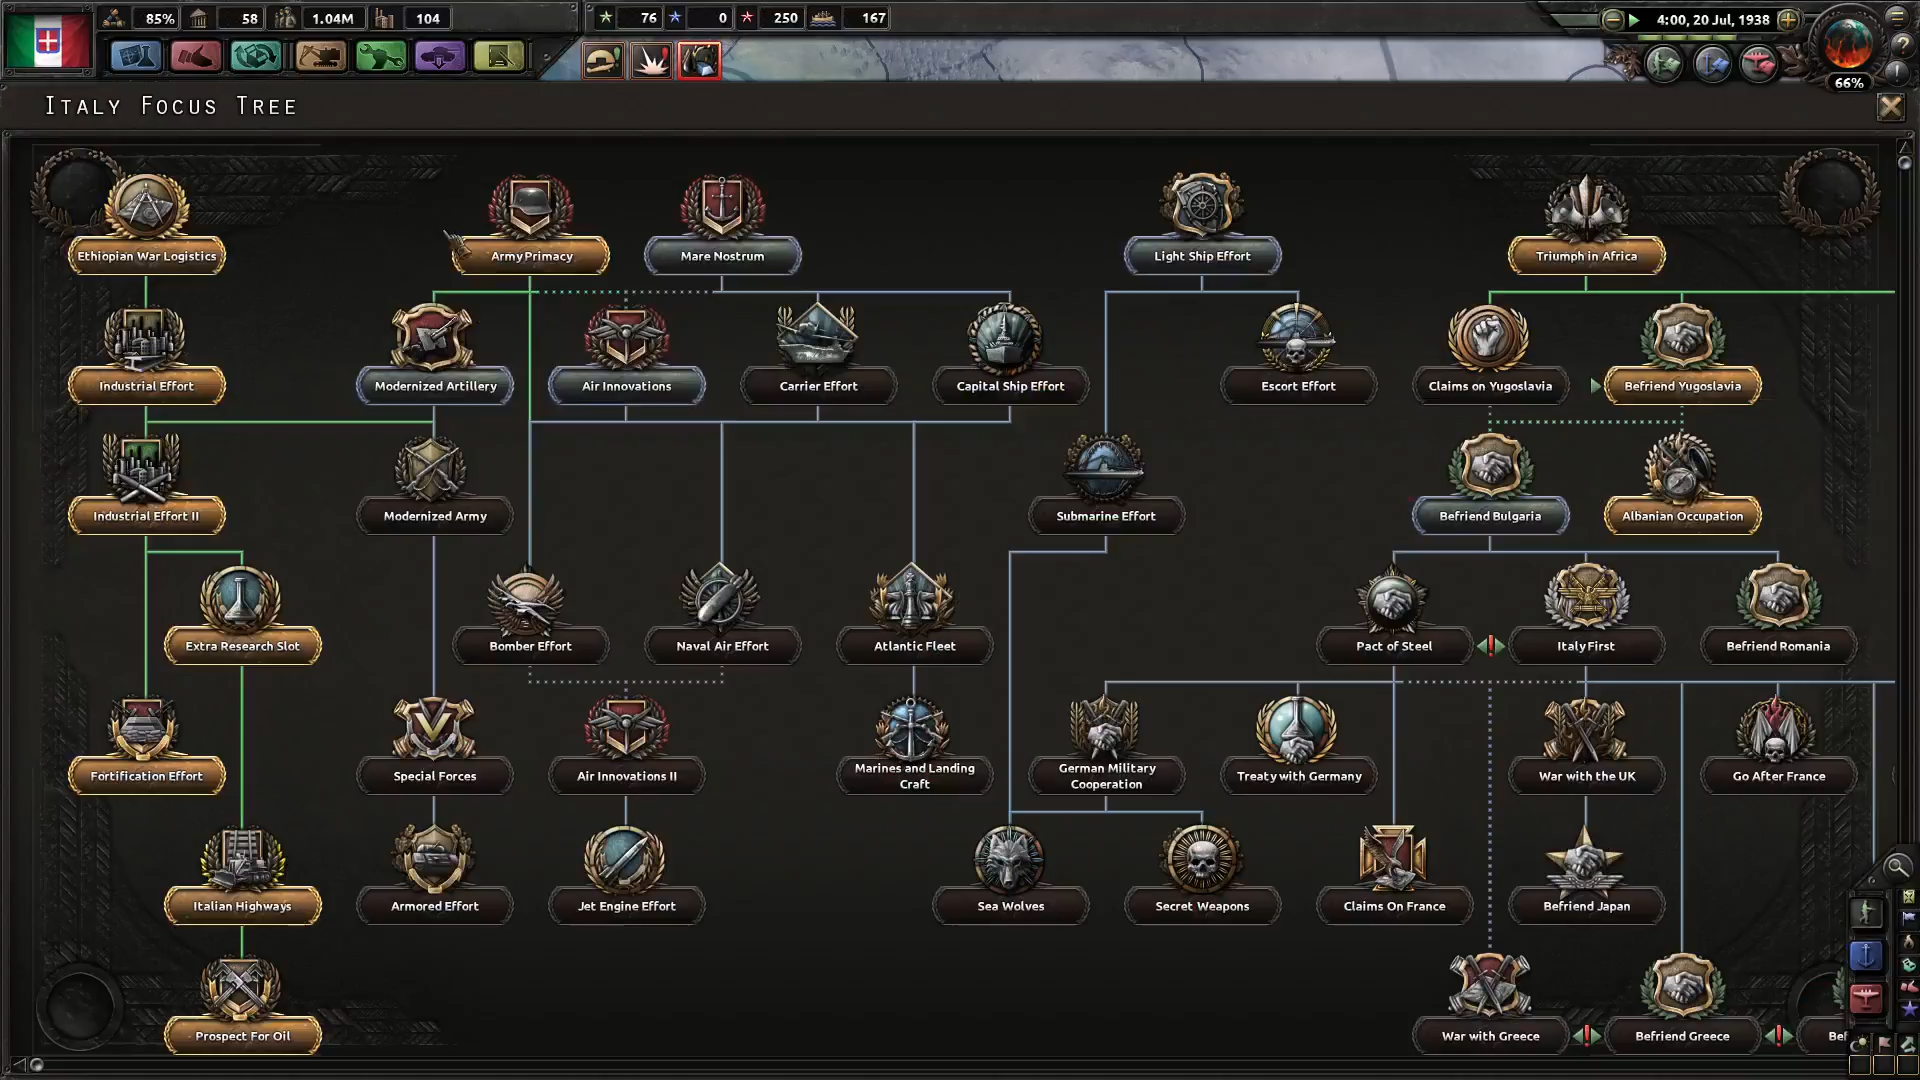 85%
58
1.04M
104
76
0
250
167
4:00, 20 Jul, 1938
66%
Italy Focus Tree
Ethiopian War Logistics
Army Primacy
Mare Nostrum
Light Ship Effort
Triumph in Africa
Industrial Effort
Modernized Artillery
Air Innovations
Carrier Effort
Capital Ship Effort
Escort Effort
Claims on Yugoslavia
Befriend Yugoslavia
Industrial Effort II
Modernized Army
Submarine Effort
Befriend Bulgaria
Albanian Occupation
Extra Research Slot
Bomber Effort
Naval Air Effort
Atlantic Fleet
Pact of Steel
Italy First
Befriend Romania
Fortification Effort
Special Forces
Air Innovations II
Marines and Landing
Craft
German Military
Cooperation
Treaty with Germany
War with the UK
Go After France
Italian Highways
Armored Effort
Jet Engine Effort
Sea Wolves
Secret Weapons
Claims On France
Befriend Japan
Prospect For Oil
War with Greece
Befriend Greece
Bef